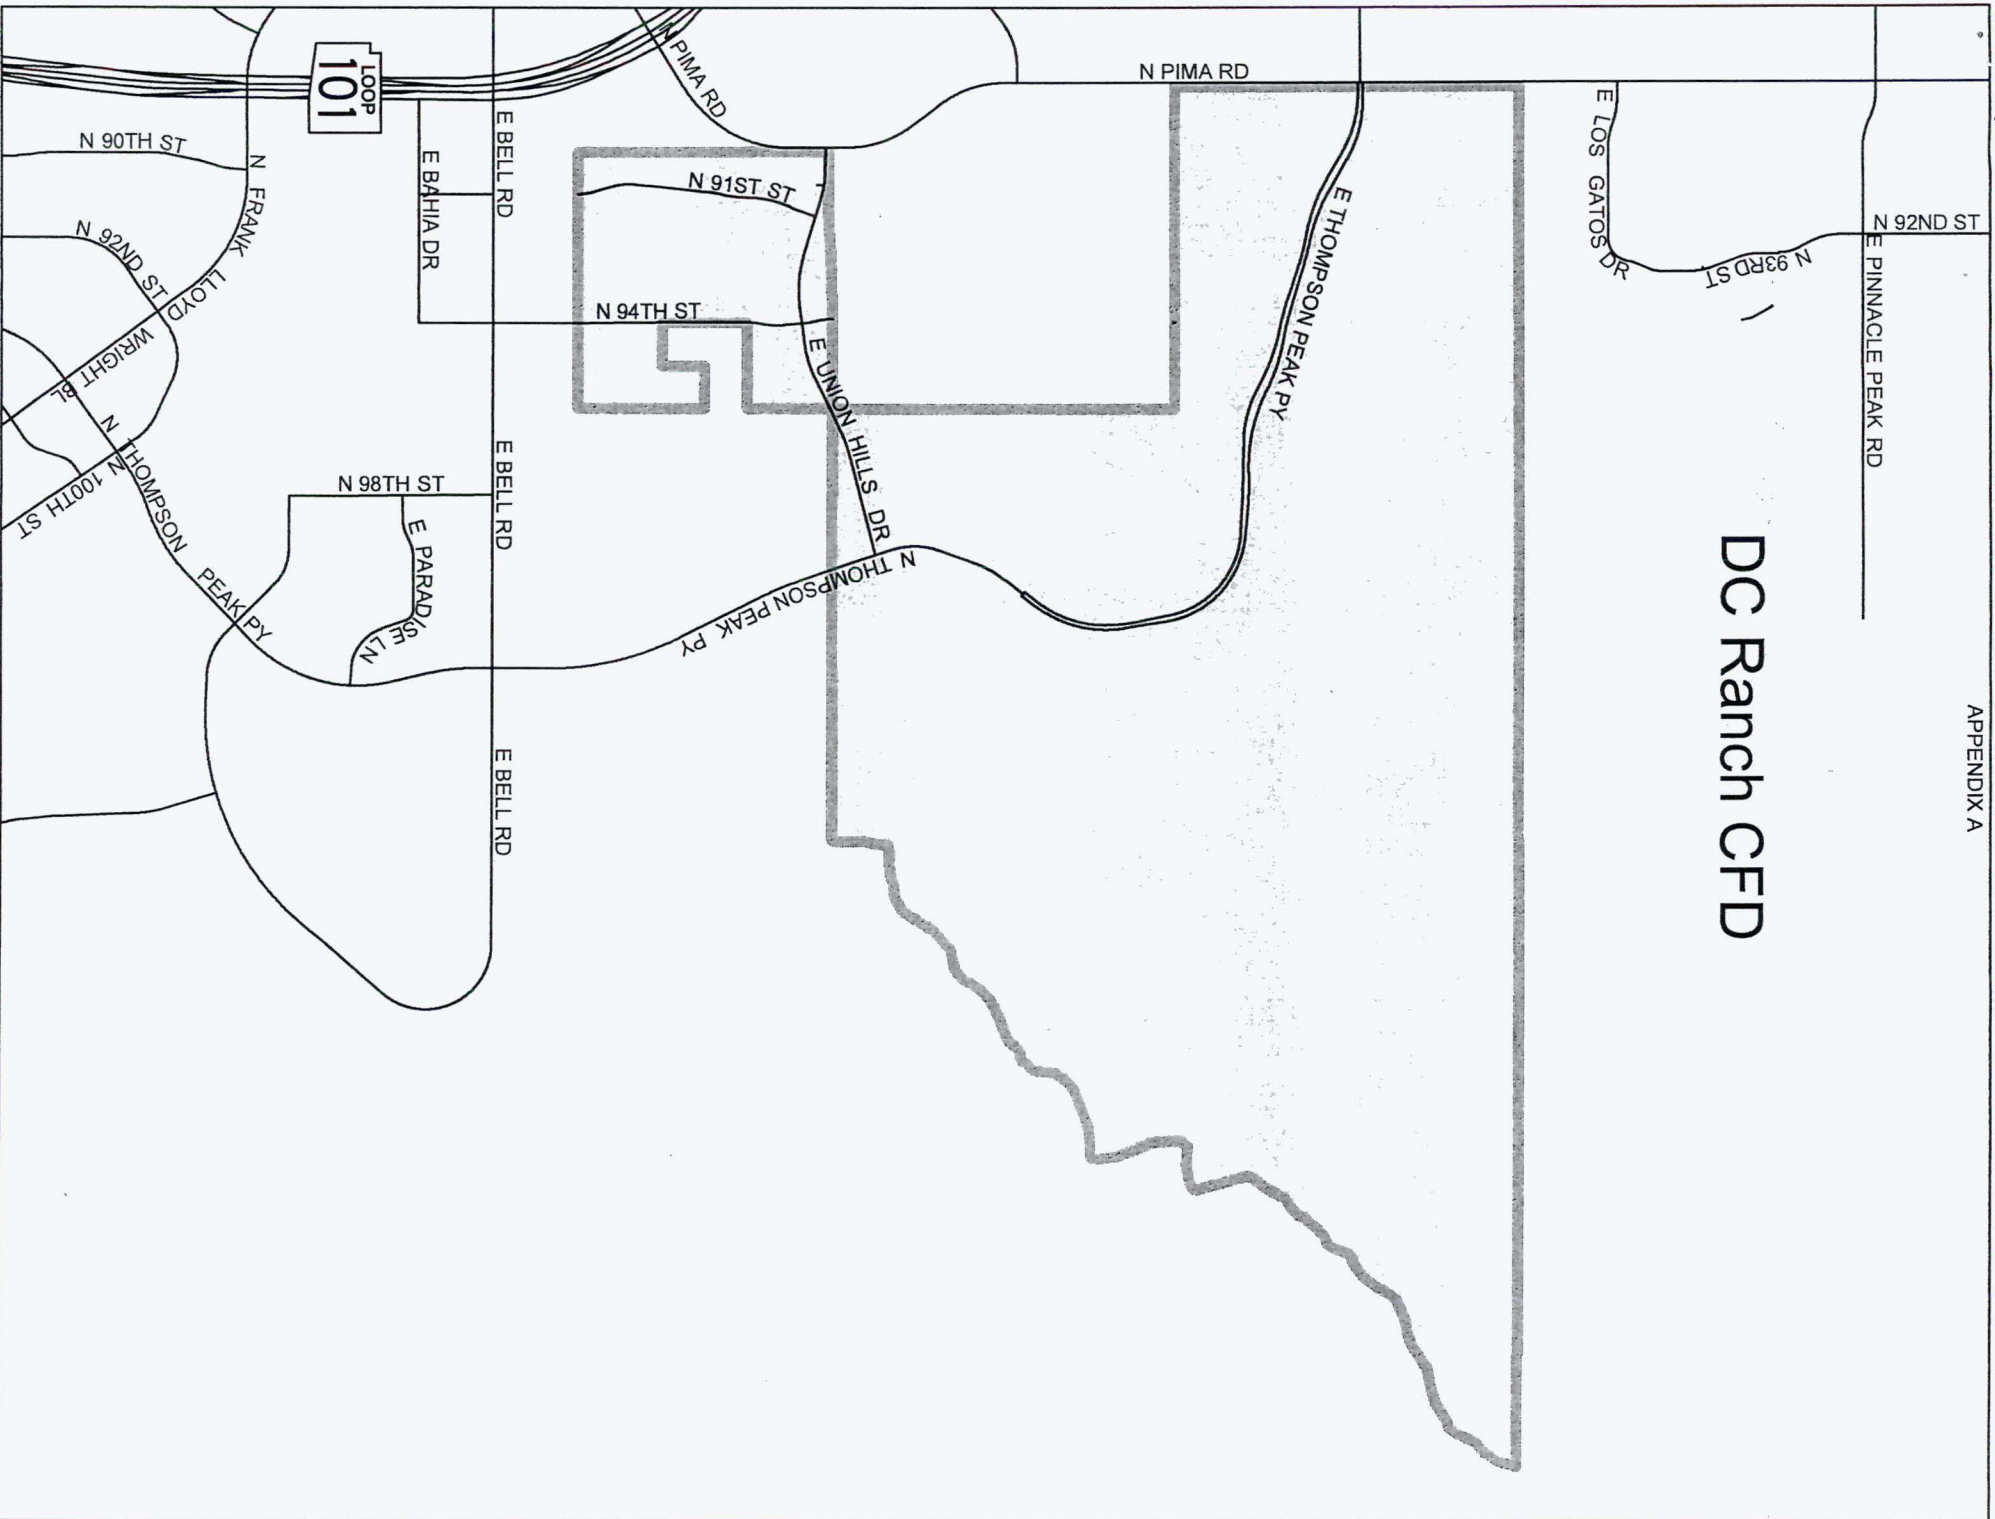 APPENDIX A
DC Ranch CFD
N PIMA RD
N PIMA RD
LOOP
101
N 90TH ST
N FRANK LLOYD WRIGHT BL
N 92ND ST
E BAHIA DR
E BELL RD
N 91ST ST
N 94TH ST
E UNION HILLS DR
E THOMPSON PEAK PY
E LOS GATOS DR
N 93RD ST
N 92ND ST
E PINNACLE PEAK RD
N THOMPSON PEAK PY
N 100TH ST
N 98TH ST
E PARADISE LN
E BELL RD
N THOMPSON PEAK PY
E BELL RD